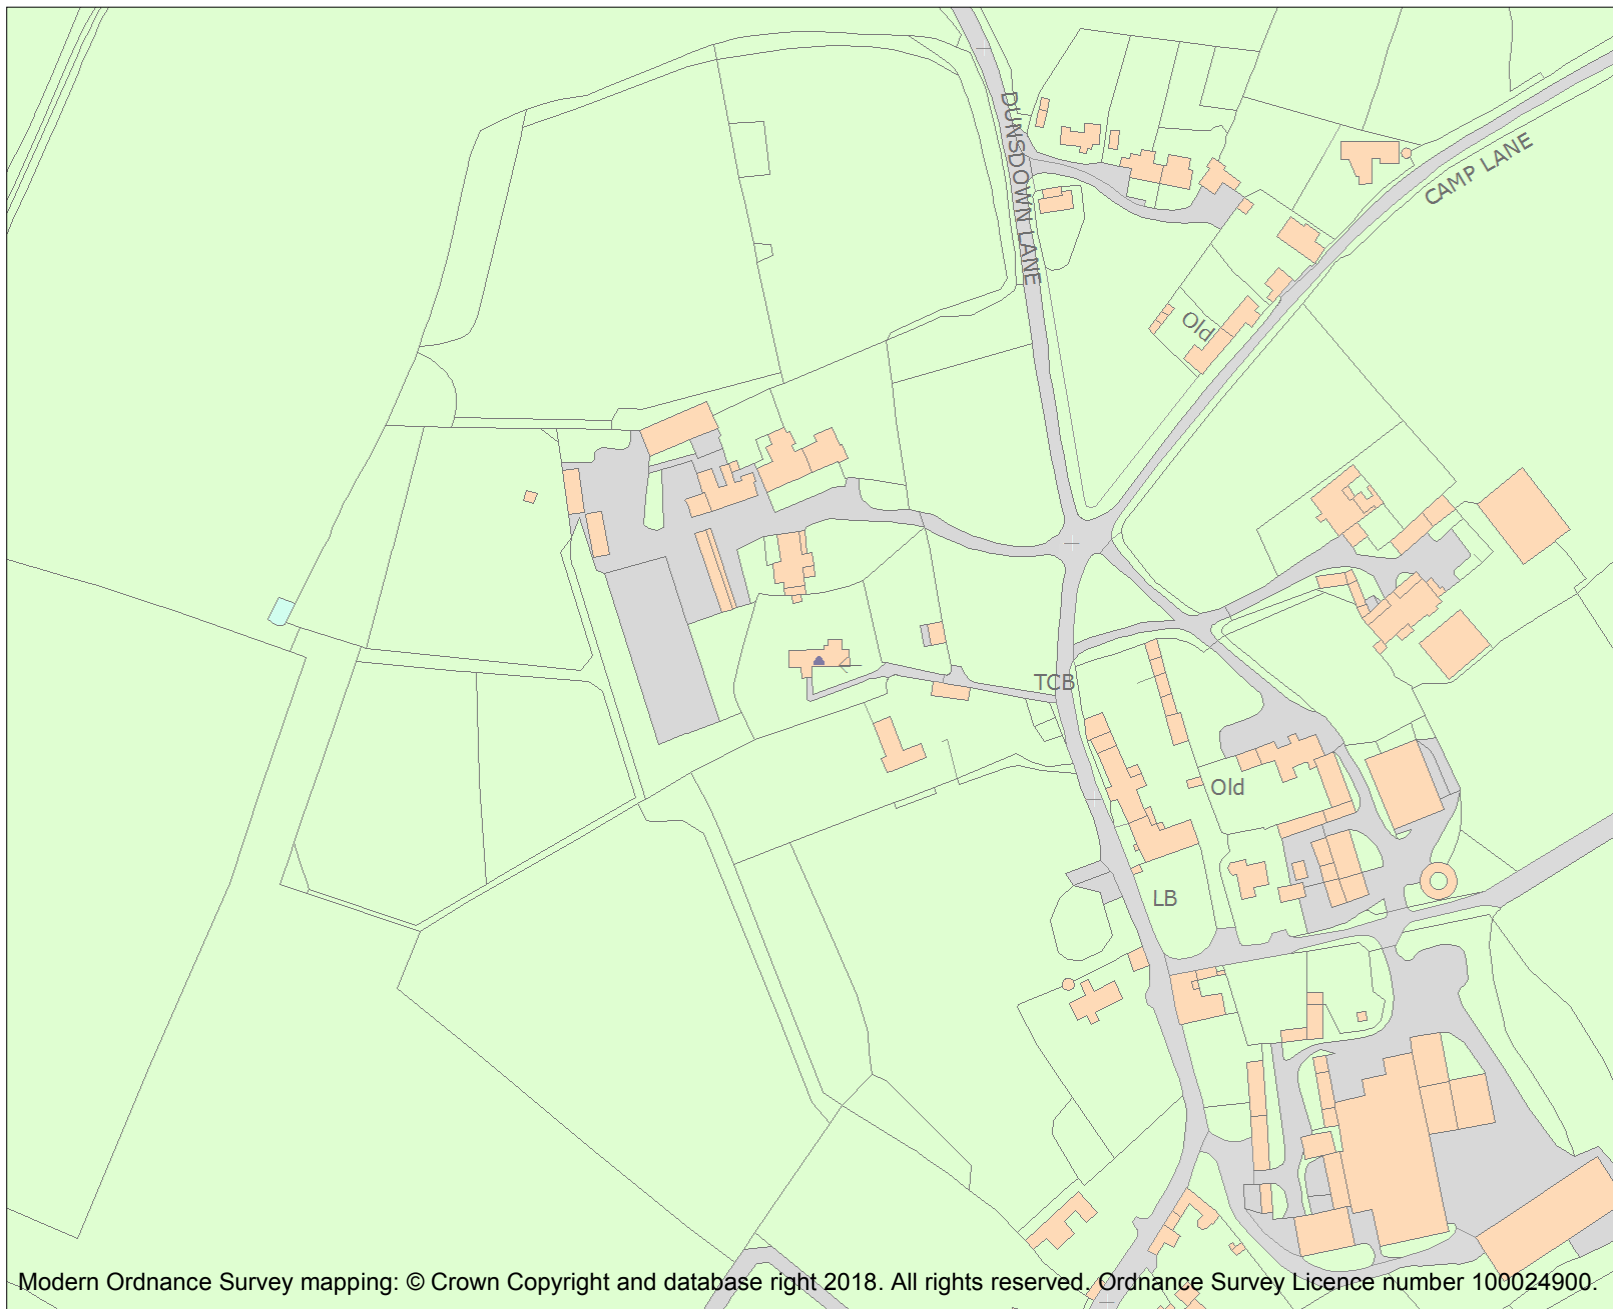 DUNSDOWN LANE
CAMP LANE
Old
TCB
Old
LB
Modern Ordnance Survey mapping: © Crown Copyright and database right 2018. All rights reserved. Ordnance Survey Licence number 100024900.